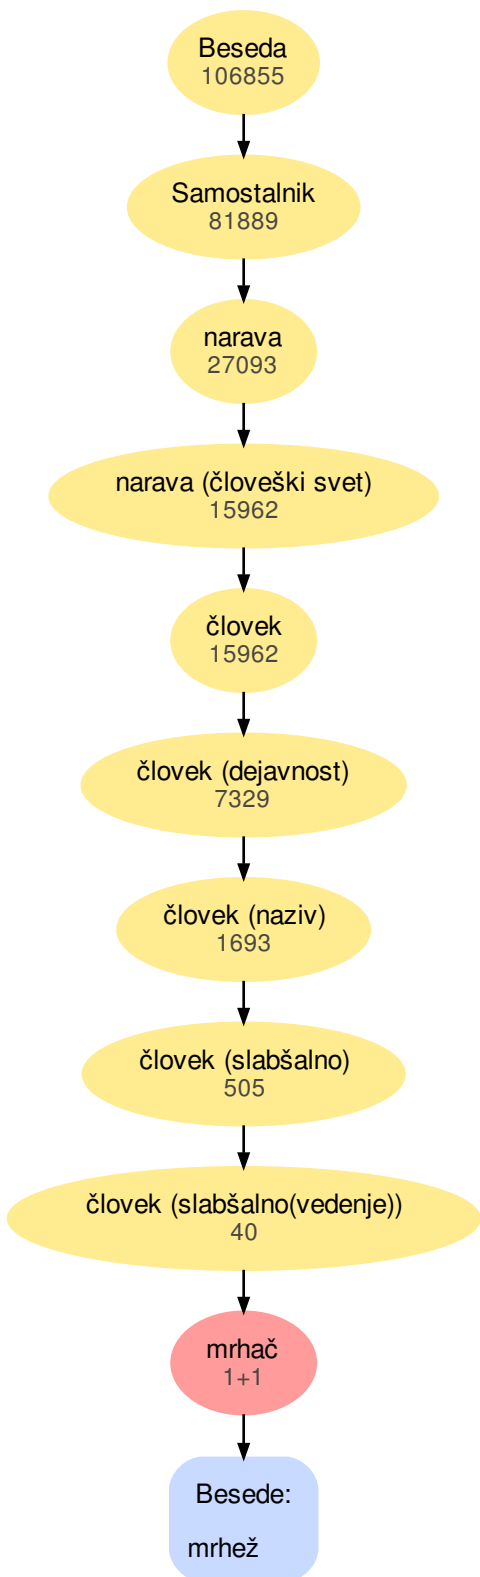 Beseda
106855
Samostalnik
81889
narava
27093
narava (človeški svet)
15962
človek
15962
človek (dejavnost)
7329
človek (naziv)
1693
človek (slabšalno)
505
človek (slabšalno(vedenje))
40
mrhač
1+1
Besede:
mrhež